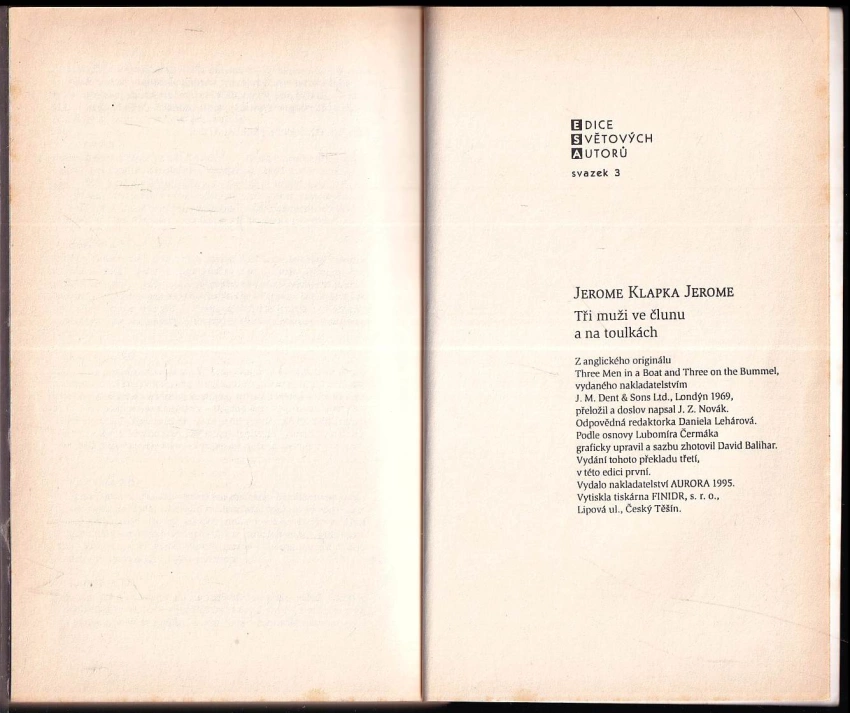 EDICE
SVĚTOVÝCH
AUTORŮ
svazek 3
JEROME KLAPKA JEROME
Tři muži ve člunu
a na toulkách
Z anglického originálu
Three Men in a Boat and Three on the Bummel,
vydaného nakladatelstvím
J. M. Dent & Sons Ltd., Londýn 1969,
přeložil a doslov napsal J. Z. Novák.
Odpovědná redaktorka Daniela Lehárová.
Podle osnovy Lubomíra Čermáka
graficky upravil a sazbu zhotovil David Balihar.
Vydání tohoto překladu třetí,
v této edici první.
Vydalo nakladatelství AURORA 1995.
Vytiskla tiskárna FINIDR, s. r. o.,
Lipová ul., Český Těšín.